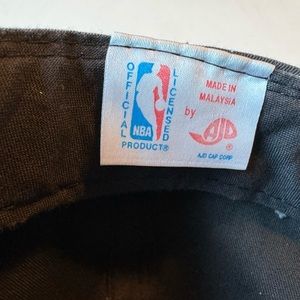 OFFICIAL
LICENSED
NBA
PRODUCT®
MADE IN
MALAYSIA
by
AJD
AJD CAP CORP